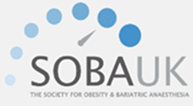 SOBAUK
THE SOCIETY FOR OBESITY & BARIATRIC ANAESTHESIA